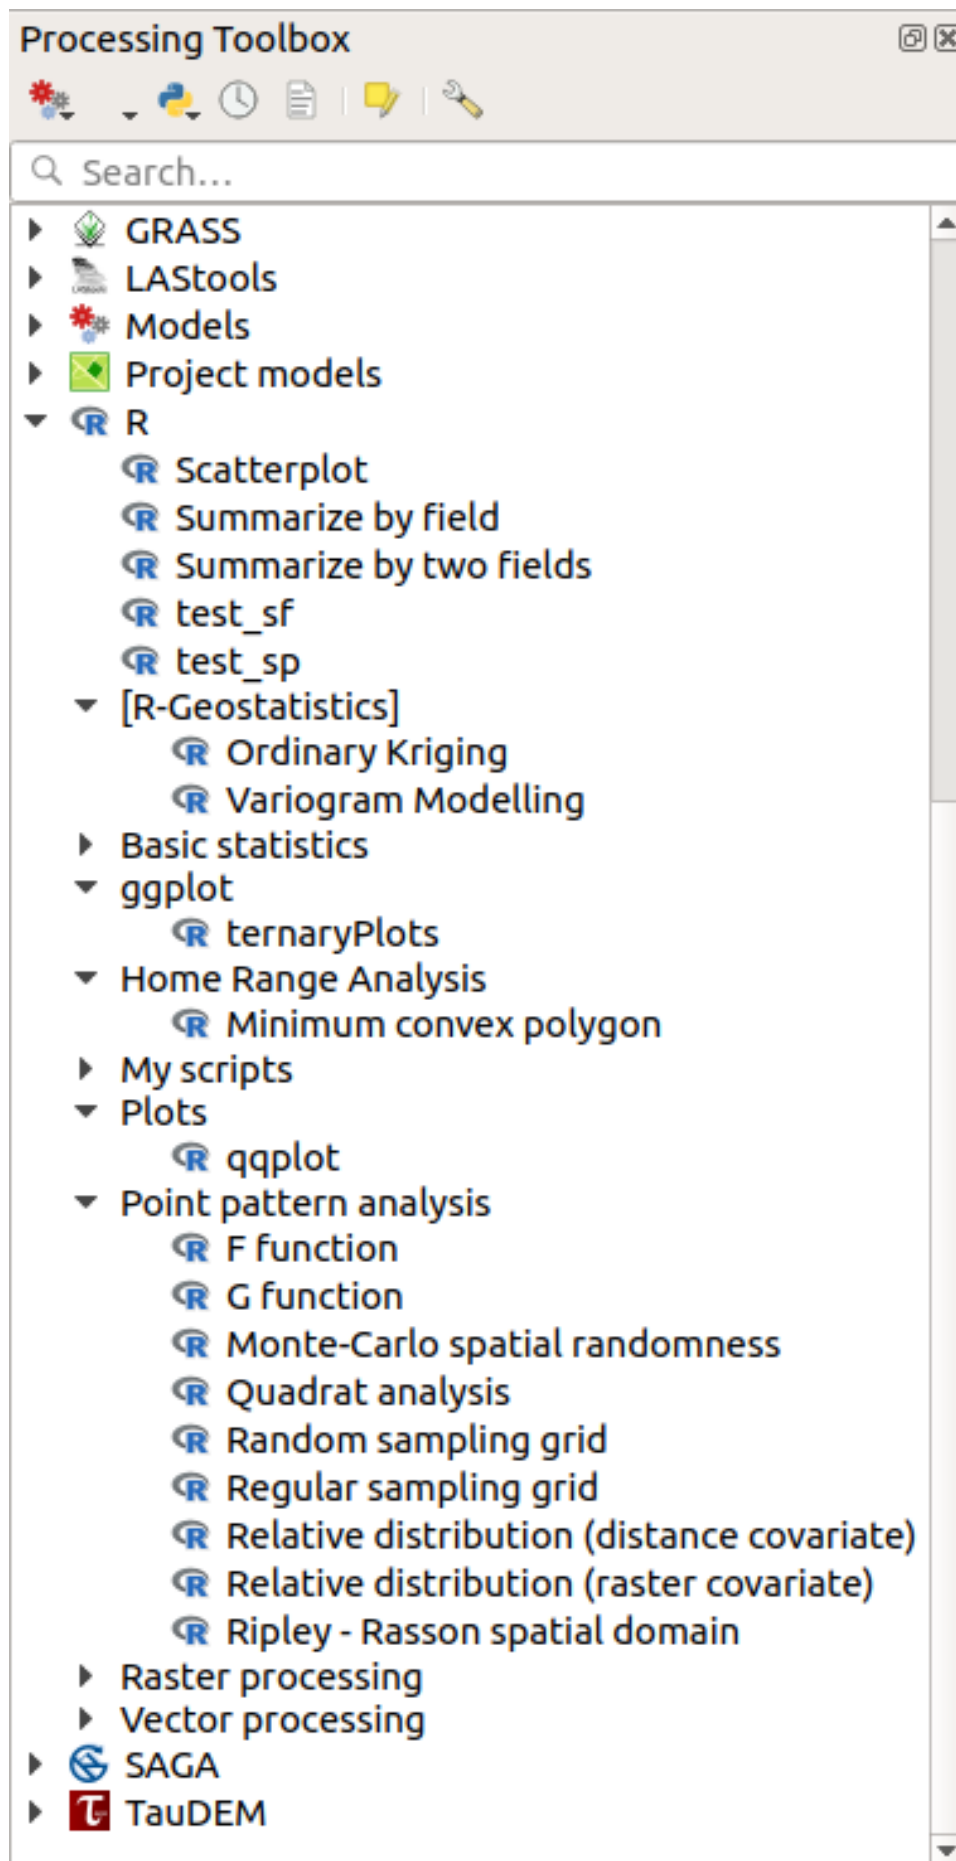 Processing Toolbox
Search...
GRASS
LAStools
Models
Project models
R
Scatterplot
Summarize by field
Summarize by two fields
test_sf
test_sp
[R-Geostatistics]
Ordinary Kriging
Variogram Modelling
Basic statistics
ggplot
ternaryPlots
Home Range Analysis
Minimum convex polygon
My scripts
Plots
qqplot
Point pattern analysis
F function
G function
Monte-Carlo spatial randomness
Quadrat analysis
Random sampling grid
Regular sampling grid
Relative distribution (distance covariate)
Relative distribution (raster covariate)
Ripley - Rasson spatial domain
Raster processing
Vector processing
SAGA
TauDEM